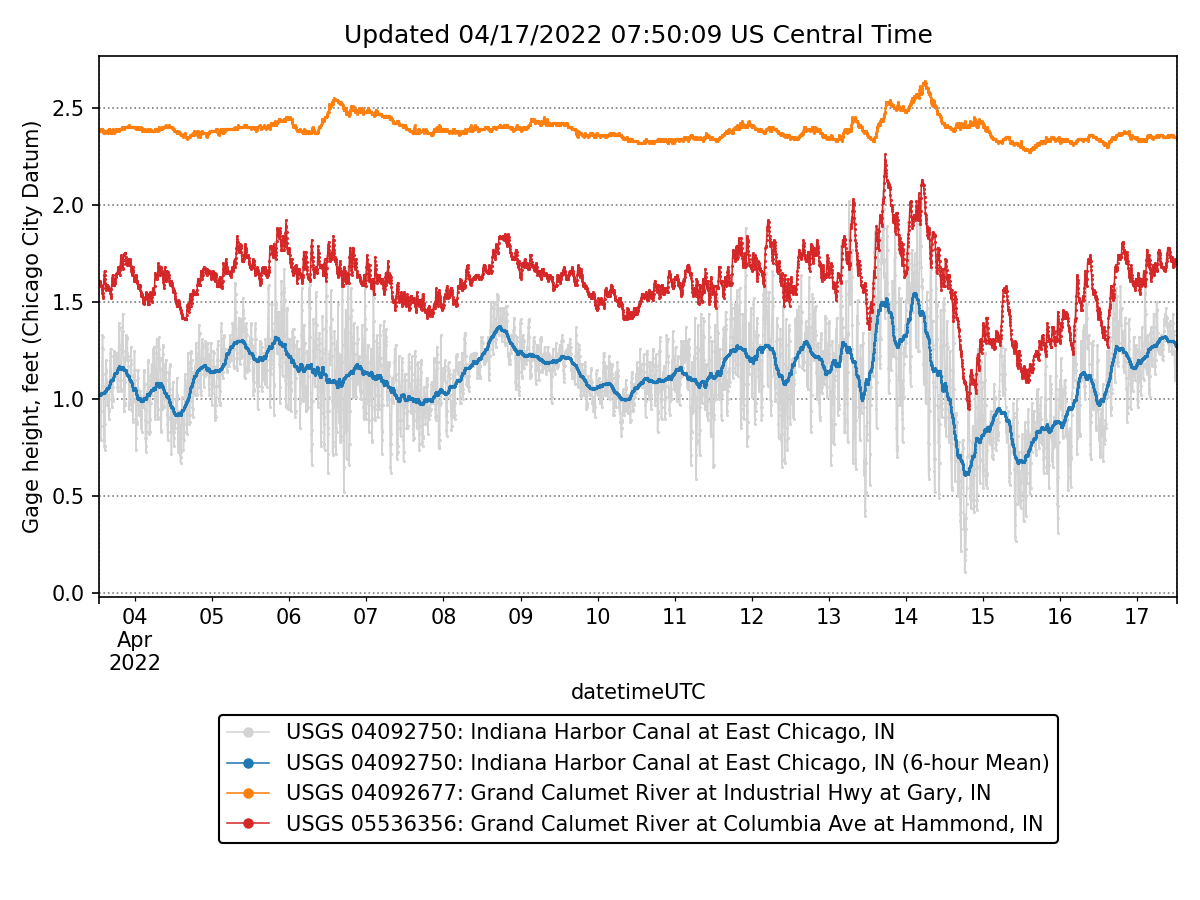 Updated 04/17/2022 07:50:09 US Central Time
Gage height, feet (Chicago City Datum)
2.5
2.0
1.5
1.0
0.5
0.0
04 05 06 07 08 09 10 11 12 13 14 15 16 17
Apr
2022
datetimeUTC
USGS 04092750: Indiana Harbor Canal at East Chicago, IN
USGS 04092750: Indiana Harbor Canal at East Chicago, IN (6-hour Mean)
USGS 04092677: Grand Calumet River at Industrial Hwy at Gary, IN
USGS 05536356: Grand Calumet River at Columbia Ave at Hammond, IN